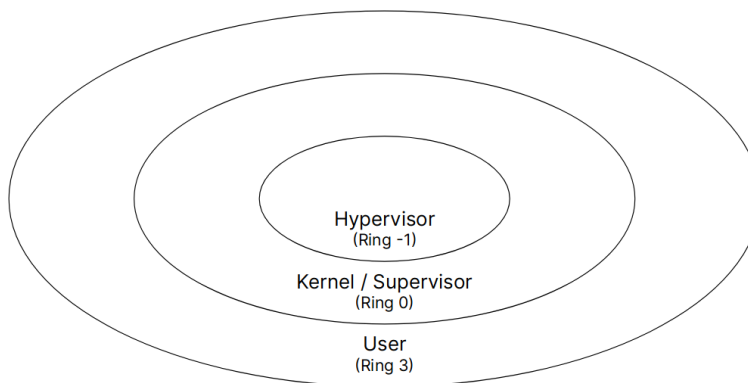 Hypervisor
(Ring -1)
Kernel / Supervisor
(Ring 0)
User
(Ring 3)